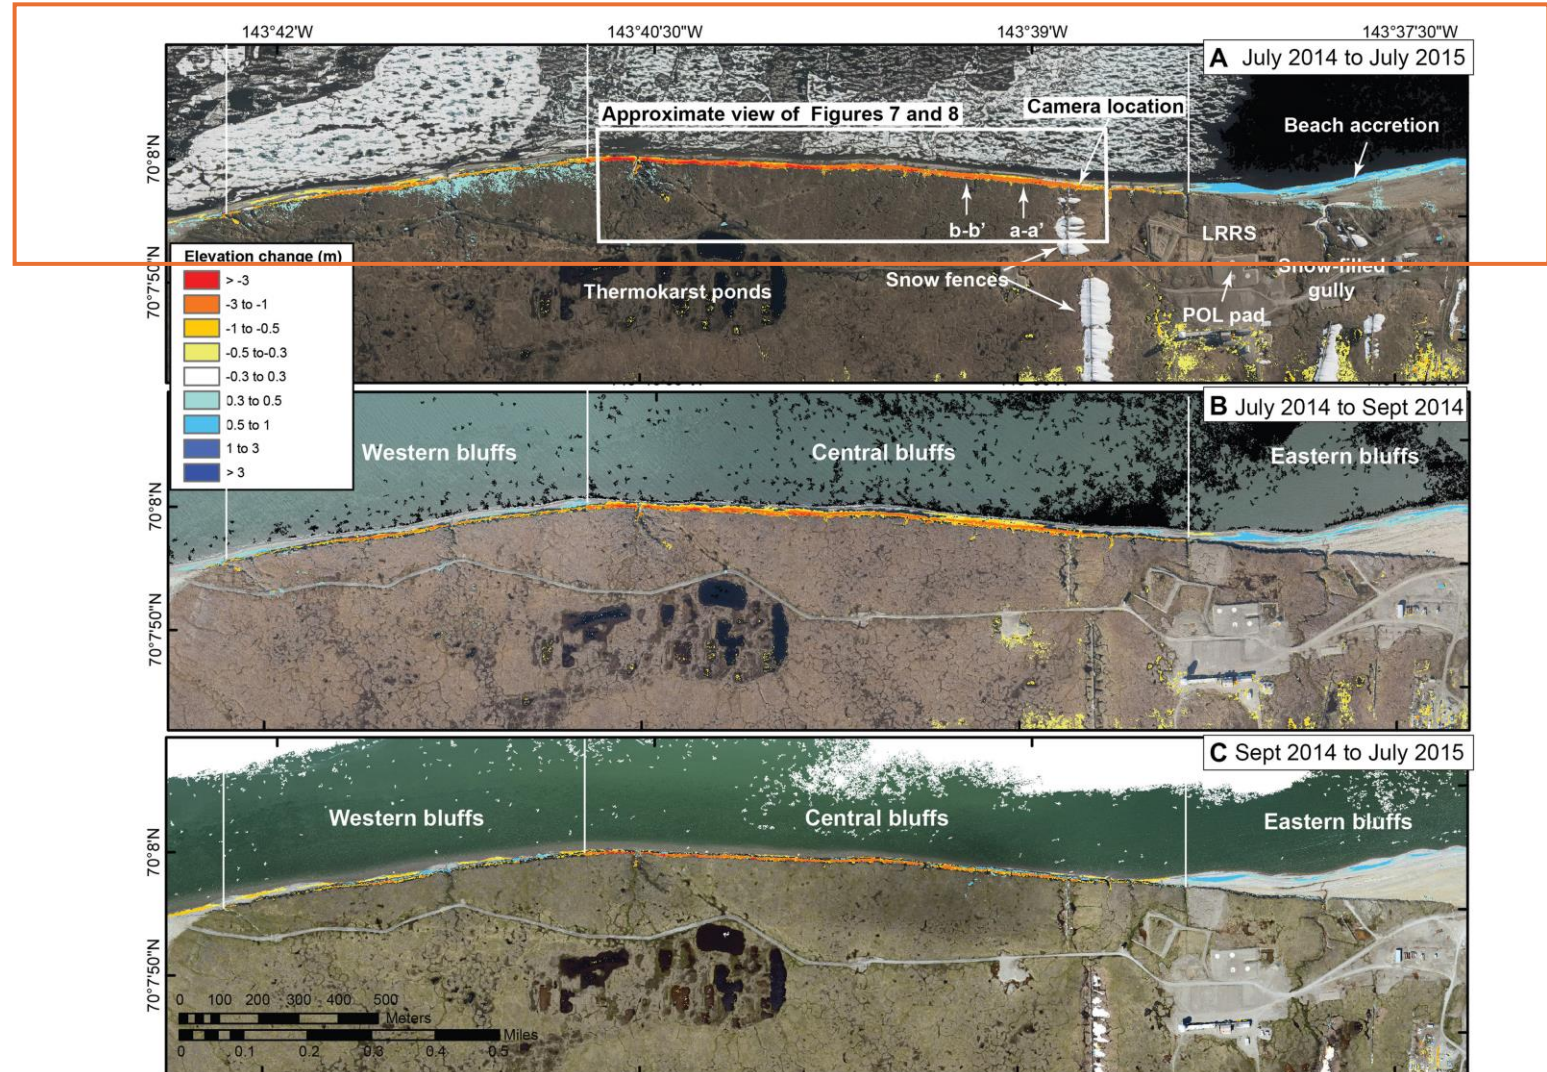 143°42'W 143°40'30"W 143°39'W 143°37'30"W
A July 2014 to July 2015
Approximate view of Figures 7 and 8
Camera location
Beach accretion
70°8'N
b-b' a-a'
LRRS
Elevation change (m)
> -3
-3 to -1
-1 to -0.5
-0.5 to-0.3
-0.3 to 0.3
0.3 to 0.5
0.5 to 1
1 to 3
> 3
70°7'50"N
Thermokarst ponds
Snow fences
Snow-filled
gully
POL pad
B July 2014 to Sept 2014
Western bluffs
Central bluffs
Eastern bluffs
70°8'N
70°7'50"N
C Sept 2014 to July 2015
Western bluffs
Central bluffs
Eastern bluffs
70°8'N
70°7'50"N
0 100 200 300 400 500
Meters
Miles
0 0.1 0.2 0.3 0.4 0.5